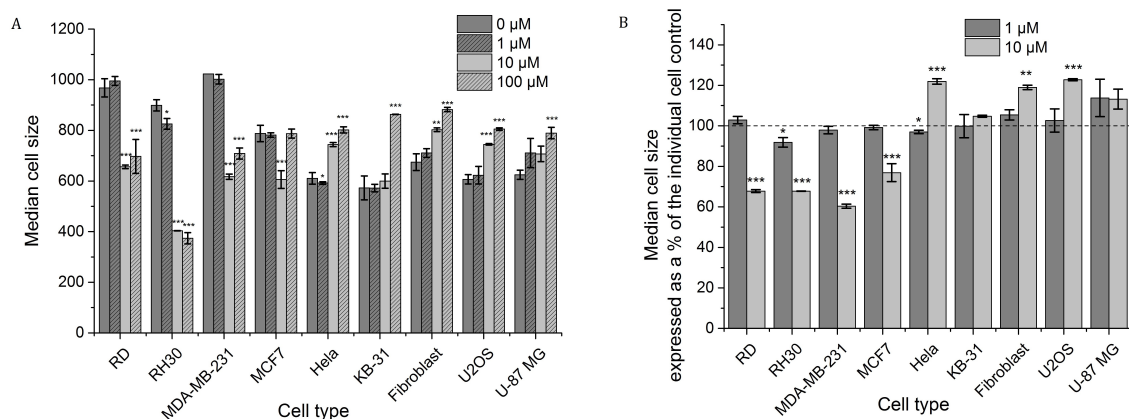 A
Median cell size
1200
1000
800
600
400
200
0
0 μM
1 μM
10 μM
100 μM
***
***
*
***
***
***
***
***
*
***
***
***
**
***
***
***
***
RD
RH30
MDA-MB-231
MCF7
Hela
KB-31
Fibroblast
U2OS
U-87 MG
Cell type
B
Median cell size
expressed as a % of the individual cell control
140
120
100
80
60
40
20
0
1 μM
10 μM
***
*
***
***
***
*
***
**
***
RD
RH30
MDA-MB-231
MCF7
Hela
KB-31
Fibroblast
U2OS
U-87 MG
Cell type